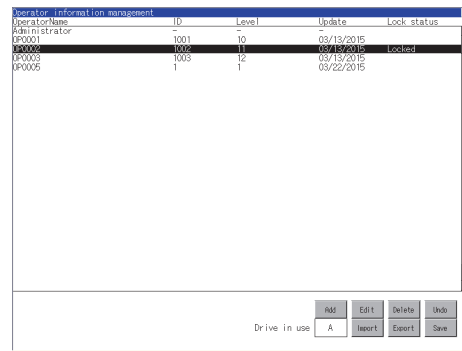 Operator information management
OperatorName ID Level Update Lock status
Administrator - - -
OP0001 1001 10 03/13/2015
OP0002 1002 11 03/13/2015 Locked
OP0003 1003 12 03/13/2015
OP0005 1 1 03/22/2015
Add Edit Delete Undo
Drive in use A Import Export Save